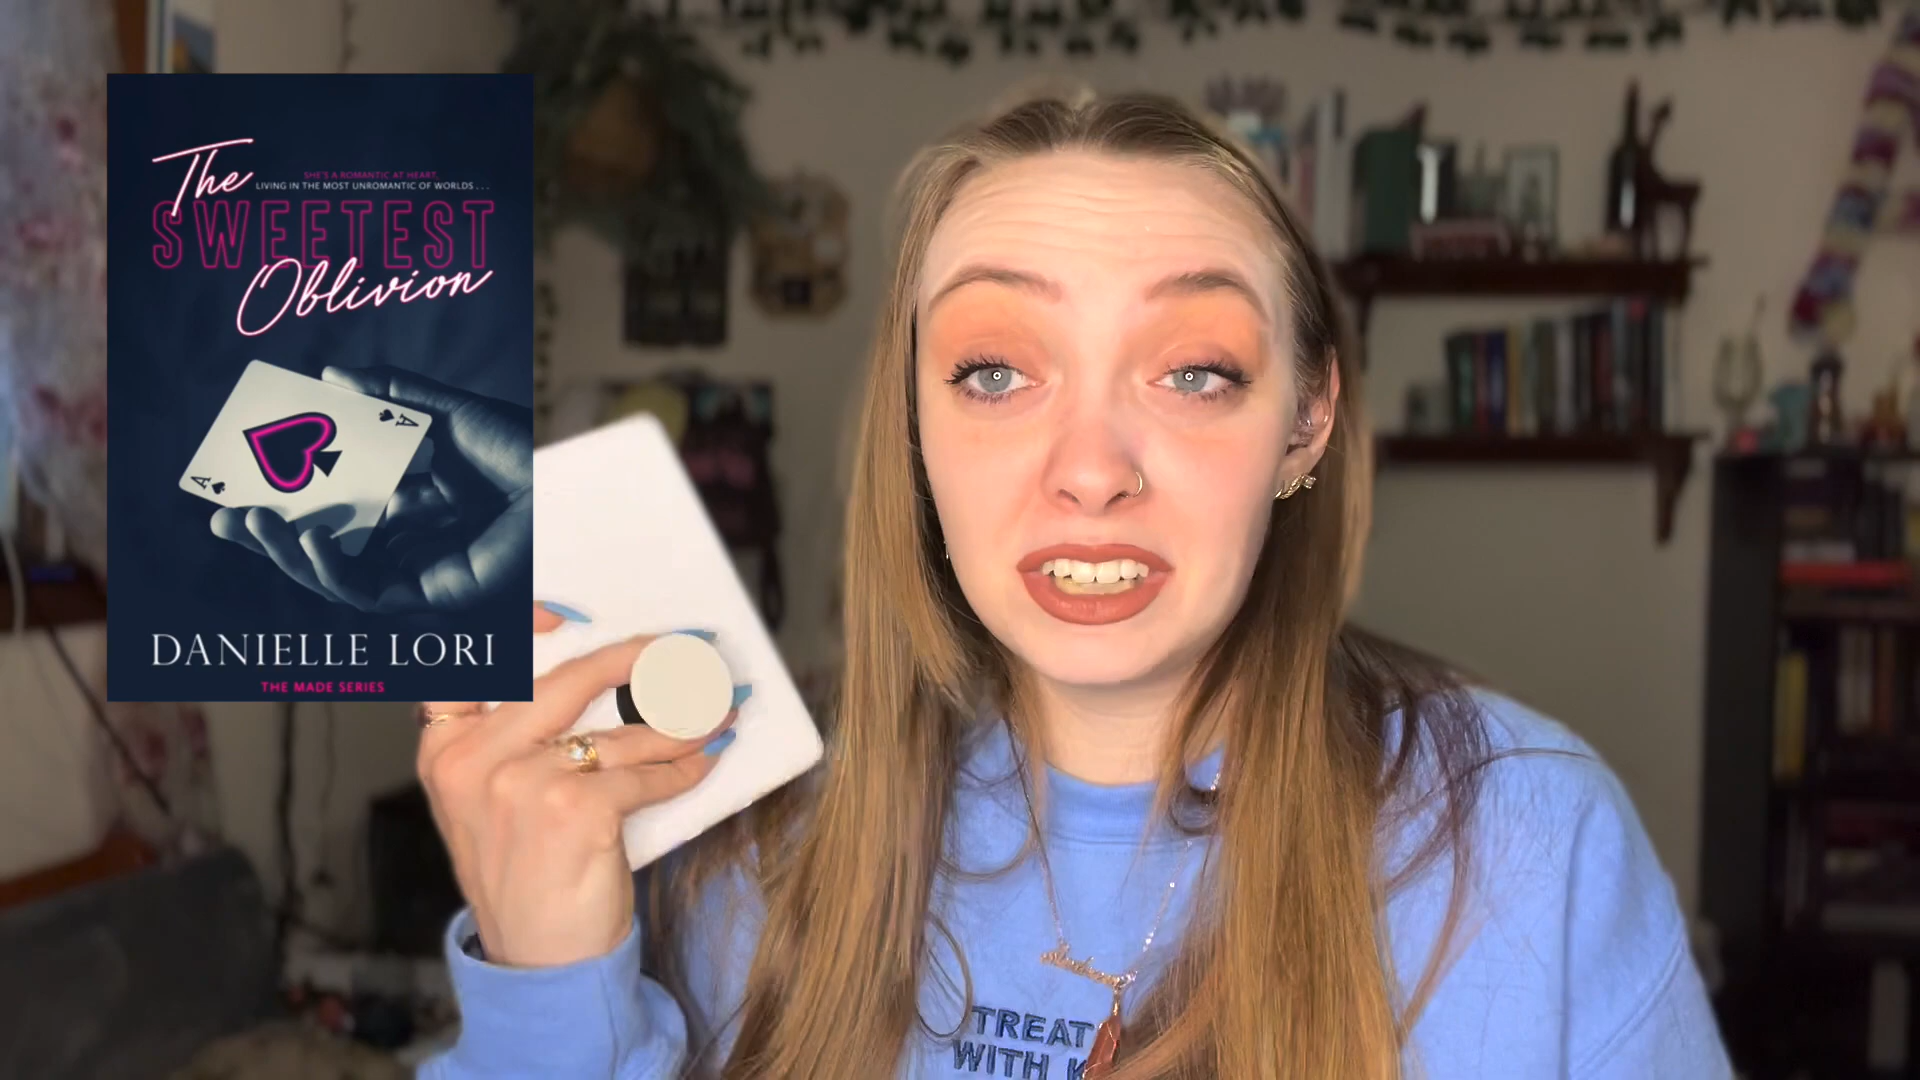 The
SHE'S A ROMANTIC AT HEART,
LIVING IN THE MOST UNROMANTIC OF WORLDS . . .
SWEETEST
Oblivion
A
A
DANIELLE LORI
THE MADE SERIES
TREAT
WITH K